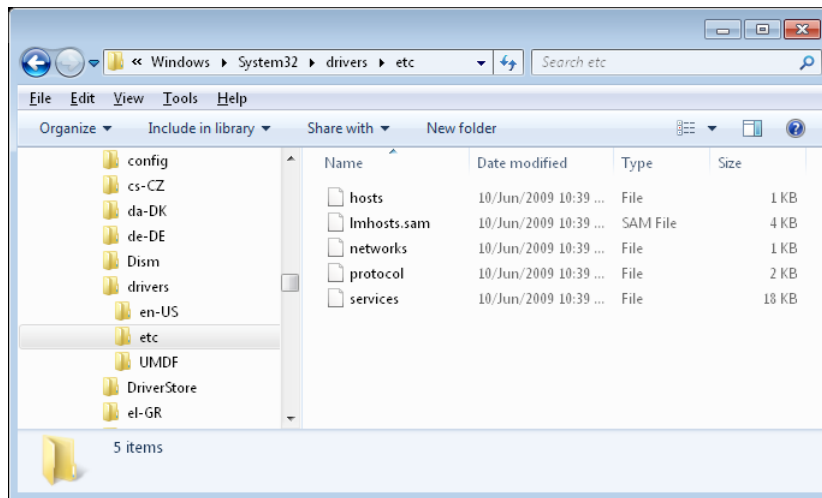 « Windows ▸ System32 ▸ drivers ▸ etc
Search etc
File Edit View Tools Help
Organize ▾ Include in library ▾ Share with ▾ New folder
config
cs-CZ
da-DK
de-DE
Dism
drivers
en-US
etc
UMDF
DriverStore
el-GR
Name Date modified Type Size
hosts 10/Jun/2009 10:39 ... File 1 KB
lmhosts.sam 10/Jun/2009 10:39 ... SAM File 4 KB
networks 10/Jun/2009 10:39 ... File 1 KB
protocol 10/Jun/2009 10:39 ... File 2 KB
services 10/Jun/2009 10:39 ... File 18 KB
5 items